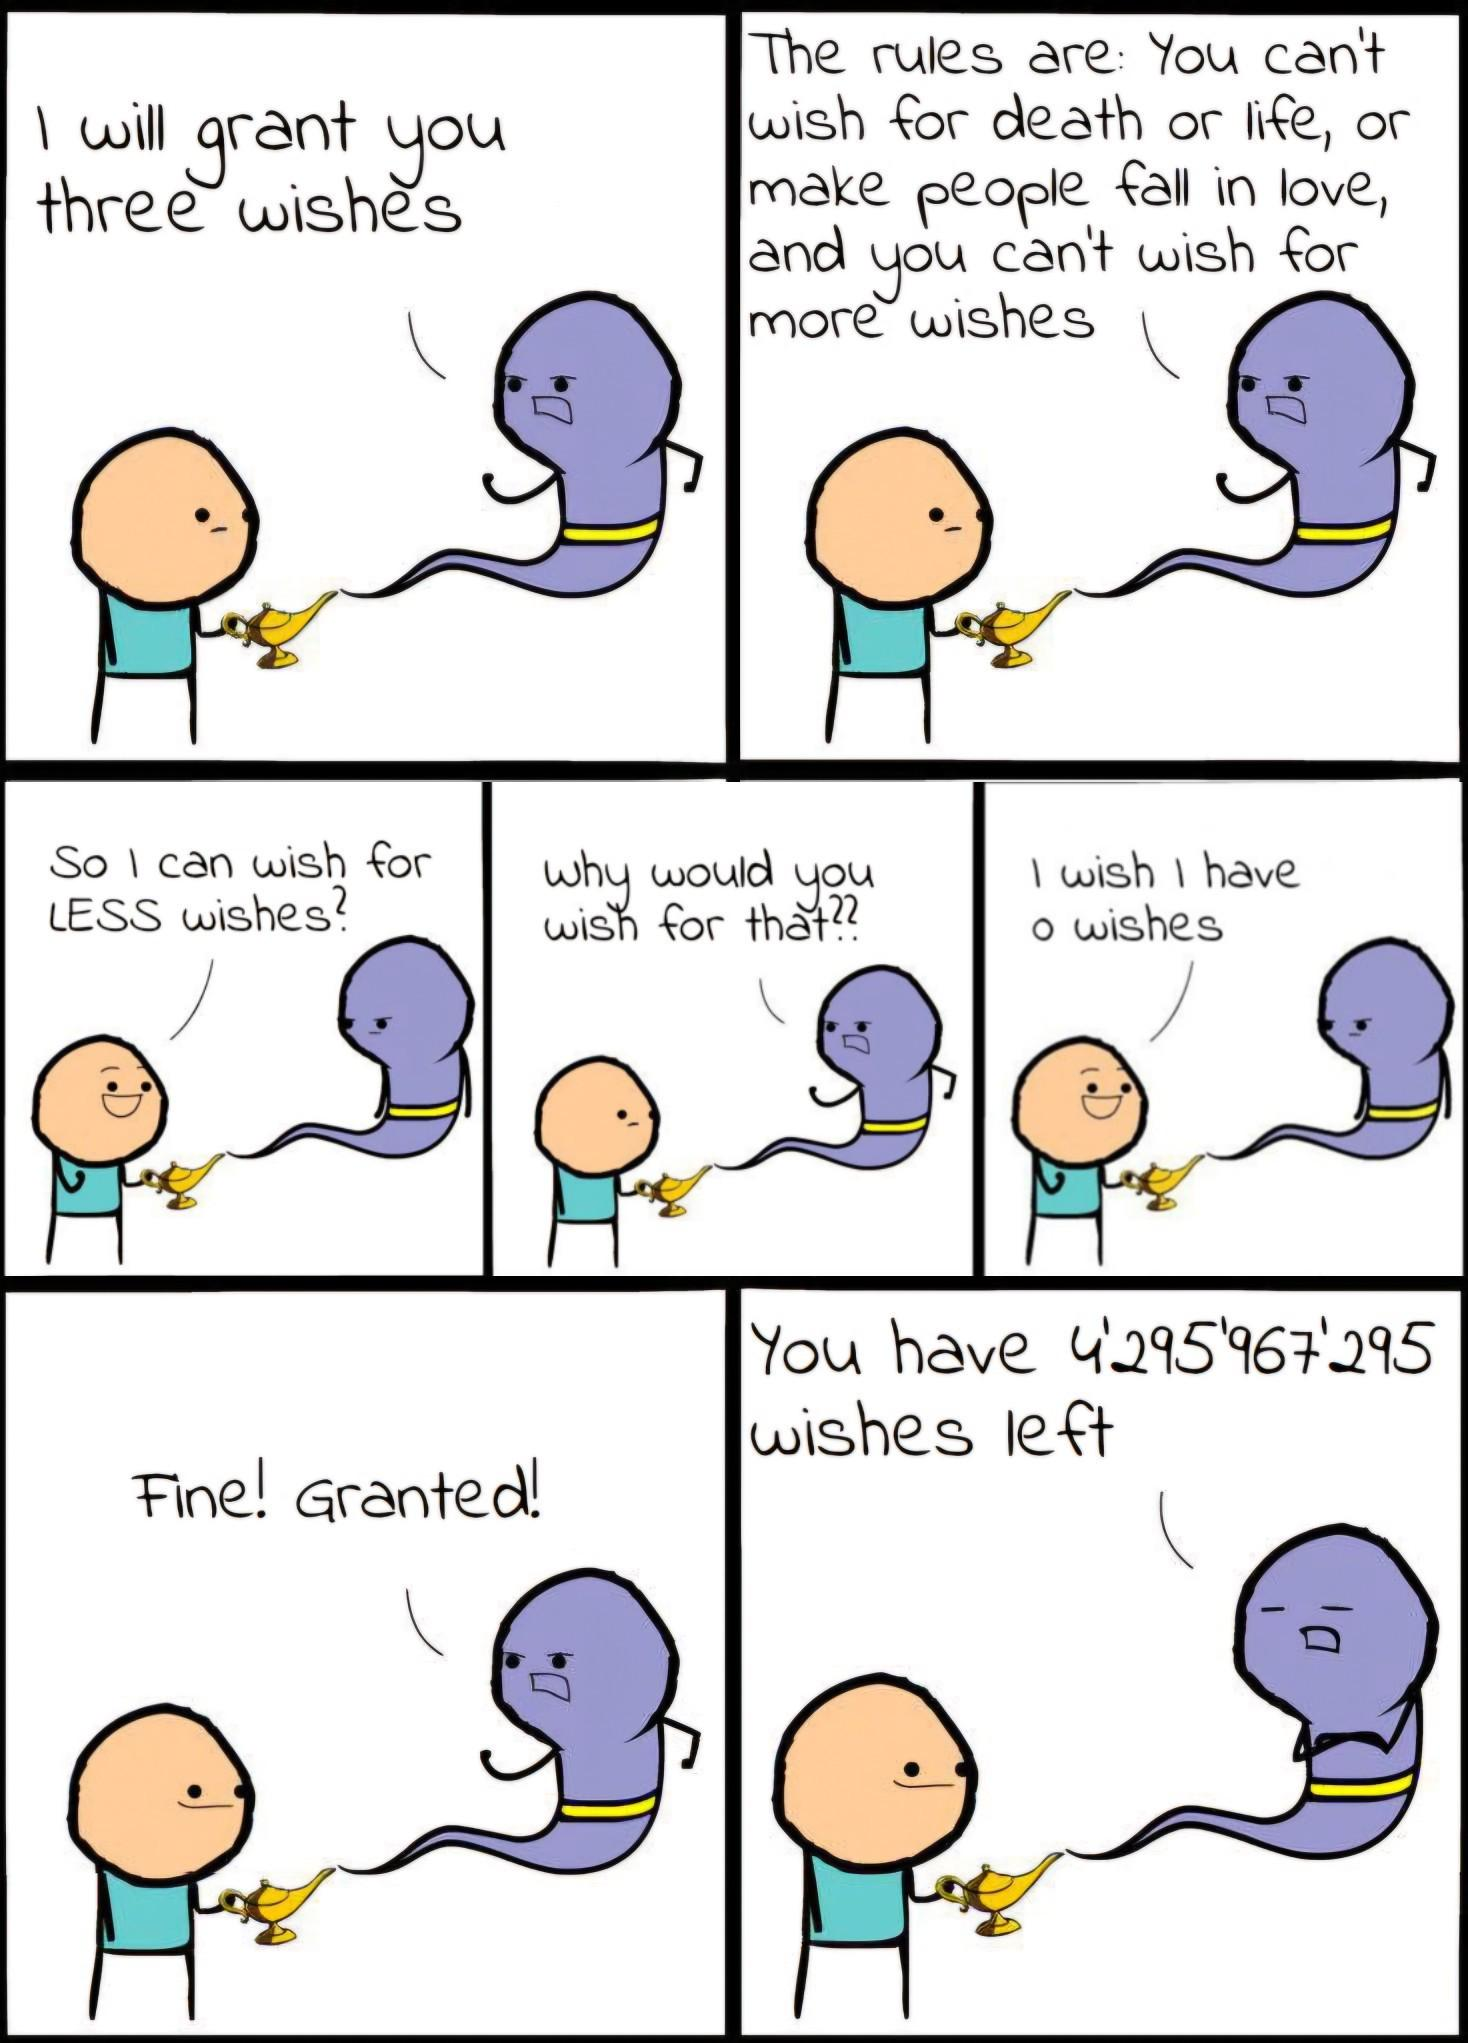 I will grant you
three wishes
The rules are: You can't
wish for death or life, or
make people fall in love,
and you can't wish for
more wishes
So I can wish for
LESS wishes?
Why would you
wish for that??
I wish I have
0 wishes
Fine! Granted!
You have 4'295'967'295
wishes left